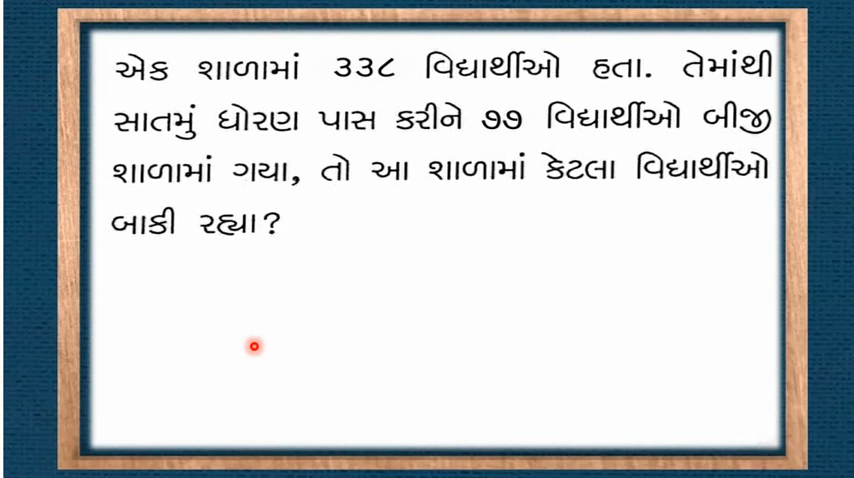 એક શાળામાં ૩૩૮ વિદ્યાર્થીઓ હતા. તેમાંથી
સાતમું ધોરણ પાસ કરીને ૭૭ વિદ્યાર્થીઓ બીજી
શાળામાં ગયા, તો આ શાળામાં કેટલા વિદ્યાર્થીઓ
બાકી રહ્યા?